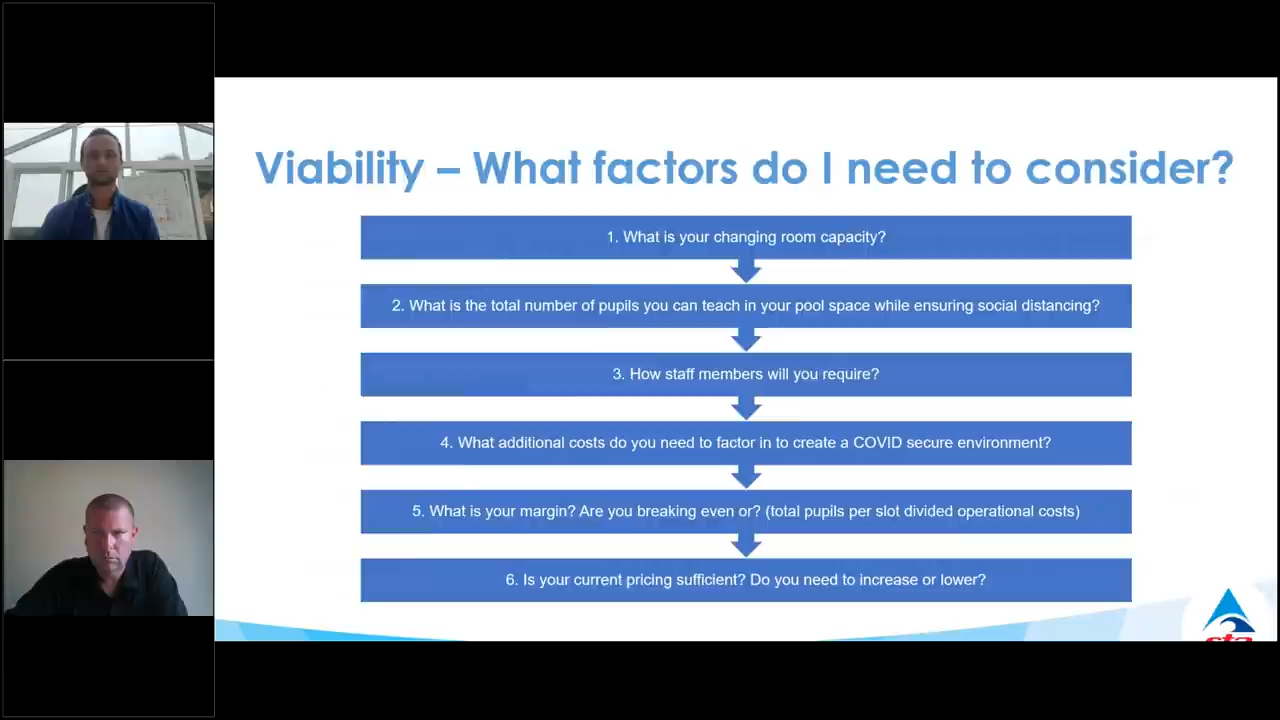 Viability – What factors do I need to consider?
1. What is your changing room capacity?
2. What is the total number of pupils you can teach in your pool space while ensuring social distancing?
3. How staff members will you require?
4. What additional costs do you need to factor in to create a COVID secure environment?
5. What is your margin? Are you breaking even or? (total pupils per slot divided operational costs)
6. Is your current pricing sufficient? Do you need to increase or lower?
sta